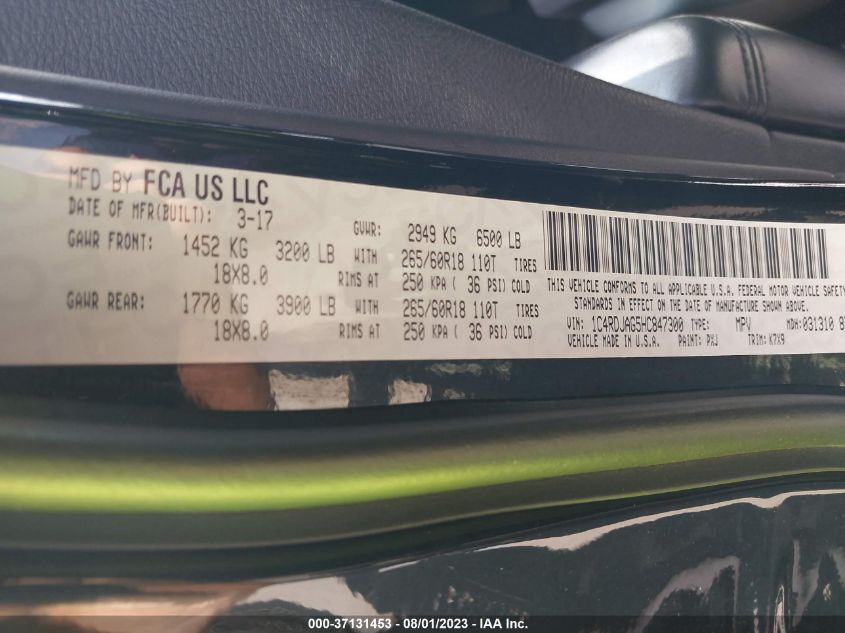 MFD BY FCA US LLC
DATE OF MFR(BUILT): 3-17
GVWR: 2949 KG 6500 LB
GAWR FRONT: 1452 KG 3200 LB WITH 265/60R18 110T TIRES
18X8.0 RIMS AT 250 KPA ( 36 PSI) COLD
GAWR REAR: 1770 KG 3900 LB WITH 265/60R18 110T TIRES
18X8.0 RIMS AT 250 KPA ( 36 PSI) COLD
THIS VEHICLE CONFORMS TO ALL APPLICABLE U.S.A. FEDERAL MOTOR VEHICLE SAFETY
STANDARDS IN EFFECT ON THE DATE OF MANUFACTURE SHOWN ABOVE.
VIN: 1C4RDJAG5HC847300 TYPE: MPV MDH: 031310
VEHICLE MADE IN U.S.A. PAINT: PXJ TRIM: K7X9
000-37131453 - 08/01/2023 - IAA Inc.